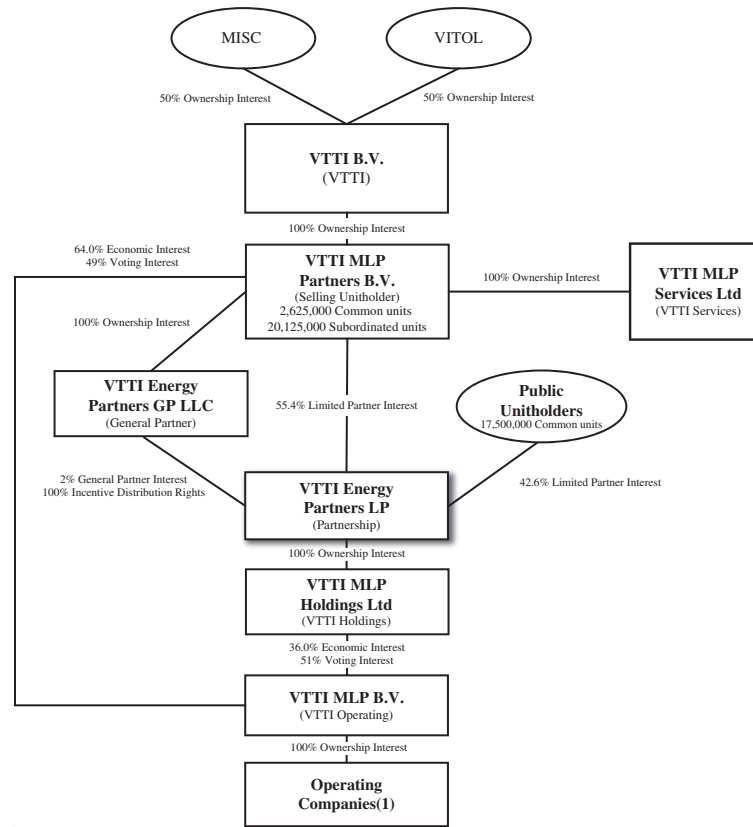 MISC
VITOL
50% Ownership Interest
50% Ownership Interest
VTTI B.V.
(VTTI)
100% Ownership Interest
64.0% Economic Interest
49% Voting Interest
VTTI MLP
Partners B.V.
(Selling Unitholder)
2,625,000 Common units
20,125,000 Subordinated units
100% Ownership Interest
VTTI MLP
Services Ltd
(VTTI Services)
100% Ownership Interest
VTTI Energy
Partners GP LLC
(General Partner)
55.4% Limited Partner Interest
Public
Unitholders
17,500,000 Common units
2% General Partner Interest
100% Incentive Distribution Rights
VTTI Energy
Partners LP
(Partnership)
42.6% Limited Partner Interest
100% Ownership Interest
VTTI MLP
Holdings Ltd
(VTTI Holdings)
36.0% Economic Interest
51% Voting Interest
VTTI MLP B.V.
(VTTI Operating)
100% Ownership Interest
Operating
Companies(1)